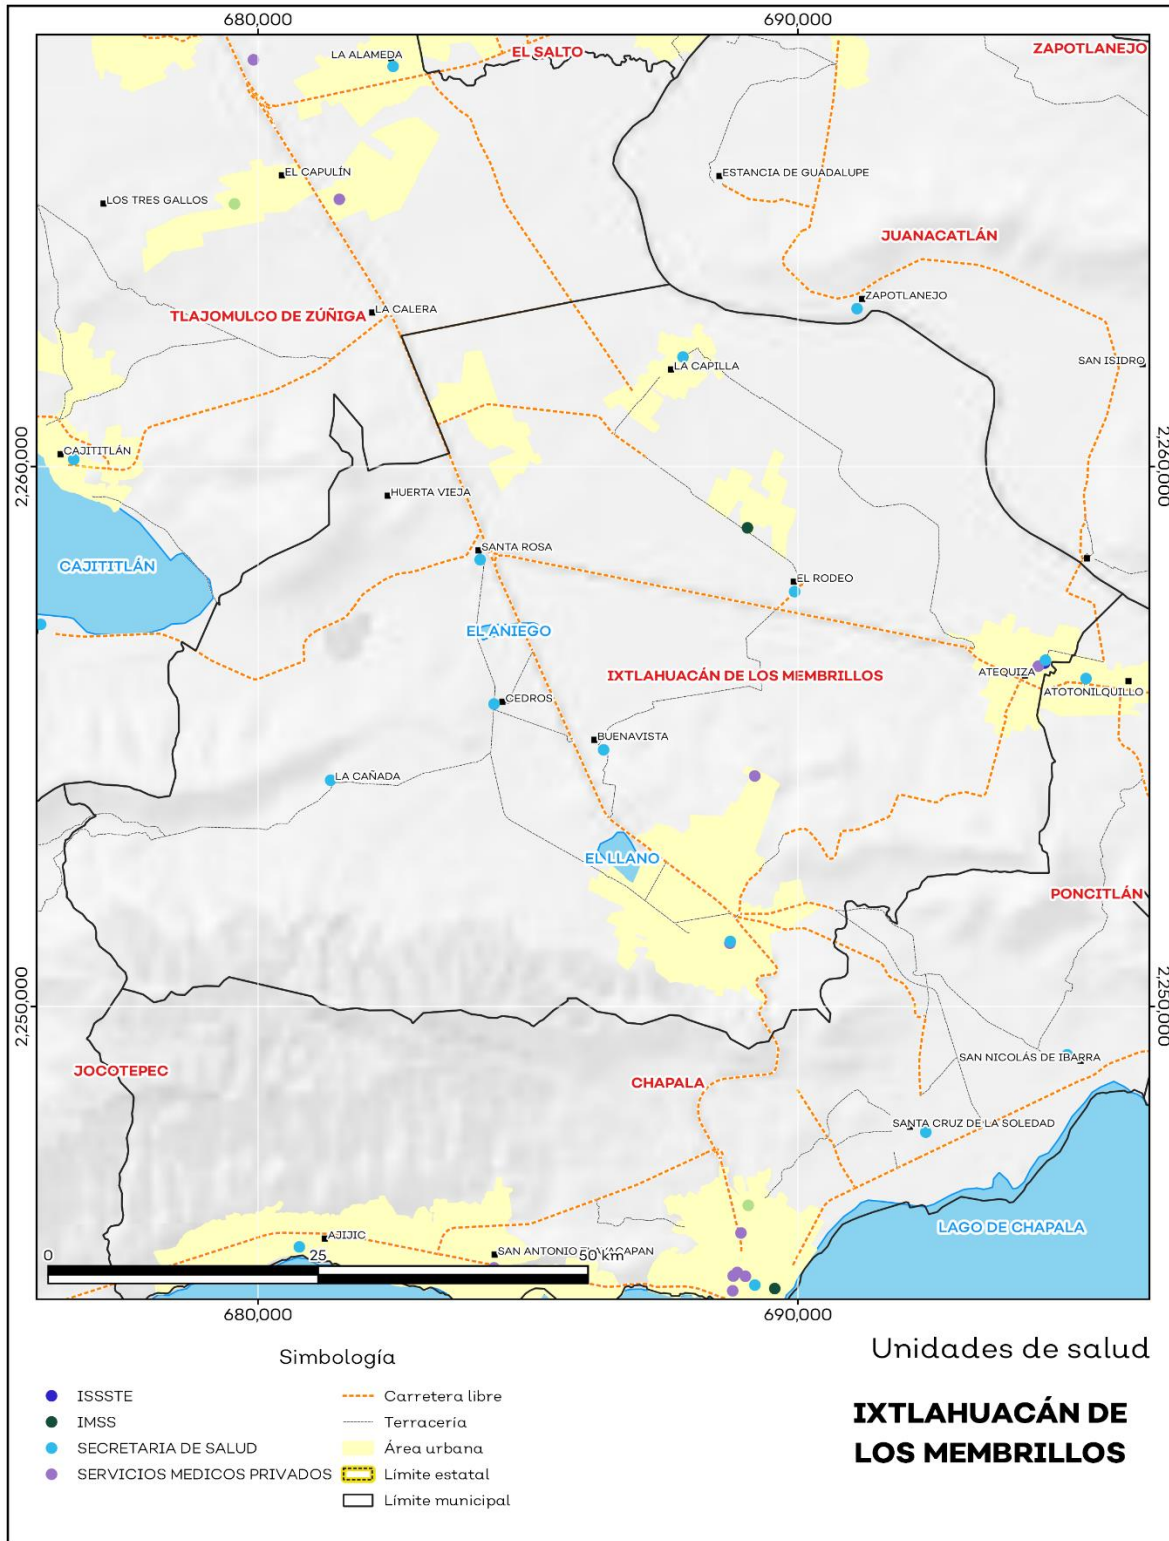 680,000
690,000
LA ALAMEDA
EL SALTO
ZAPOTLANEJO
EL CAPULÍN
ESTANCIA DE GUADALUPE
LOS TRES GALLOS
JUANACATLÁN
ZAPOTLANEJO
TLAJOMULCO DE ZÚÑIGA
LA CALERA
SAN ISIDRO
LA CAPILLA
2,260,000
2,260,000
CAJITITLÁN
HUERTA VIEJA
SANTA ROSA
CAJITITLÁN
EL RODEO
EL AÑIEGO
IXTLAHUACÁN DE LOS MEMBRILLOS
ATEQUIZA
ATOTONILQUILLO
CEDROS
BUENAVISTA
LA CAÑADA
EL LLANO
PONCITLÁN
2,250,000
2,250,000
SAN NICOLÁS DE IBARRA
JOCOTEPEC
CHAPALA
SANTA CRUZ DE LA SOLEDAD
LAGO DE CHAPALA
AJIJIC
0
25
50 km
680,000
690,000
Simbología
ISSSTE
IMSS
SECRETARIA DE SALUD
SERVICIOS MEDICOS PRIVADOS
Carretera libre
Terracería
Área urbana
Límite estatal
Límite municipal
Unidades de salud
IXTLAHUACÁN DE
LOS MEMBRILLOS